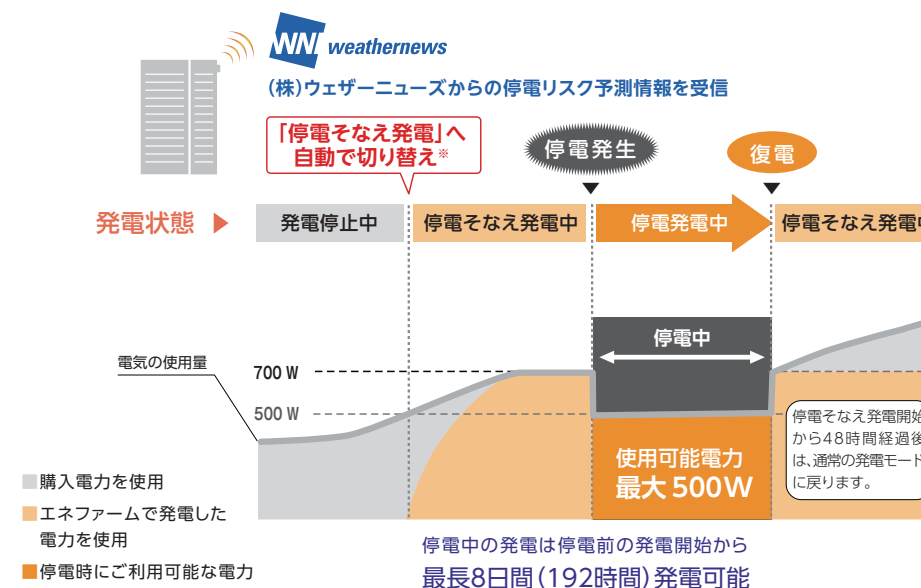 WNI weathernews
(株)ウェザーニューズからの停電リスク予測情報を受信
「停電そなえ発電」へ
自動で切り替え※
停電発生
復電
発電状態
発電停止中
停電そなえ発電中
停電発電中
停電そなえ発電中
停電中
電気の使用量
700 W
500 W
停電そなえ発電開始
から48時間経過後
は、通常の発電モード
に戻ります。
使用可能電力
最大500W
購入電力を使用
エネファームで発電した
電力を使用
停電時にご利用可能な電力
停電中の発電は停電前の発電開始から
最長8日間(192時間)発電可能